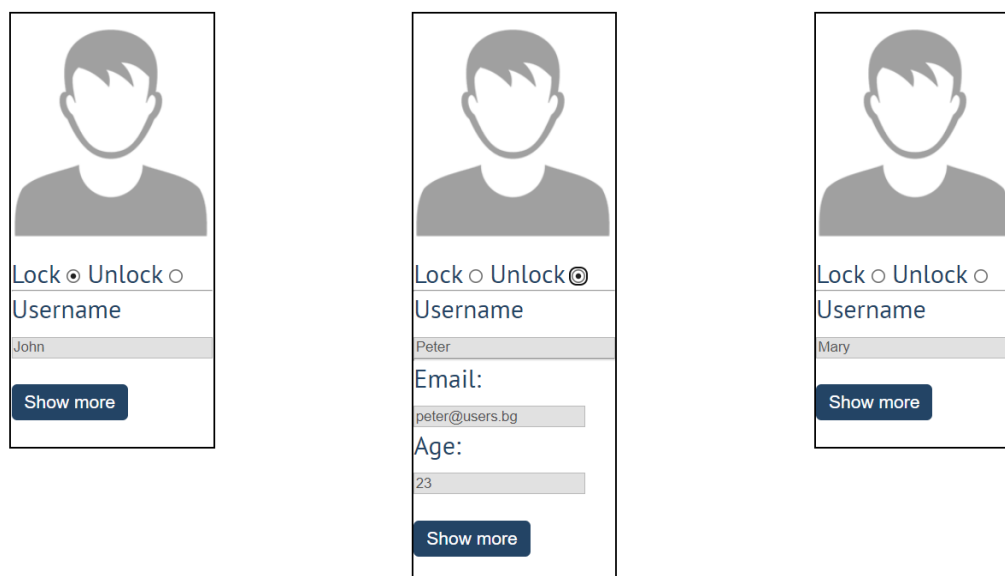 Lock Unlock
Username
John
Show more
Lock Unlock
Username
Peter
Email:
peter@users.bg
Age:
23
Show more
Lock Unlock
Username
Mary
Show more